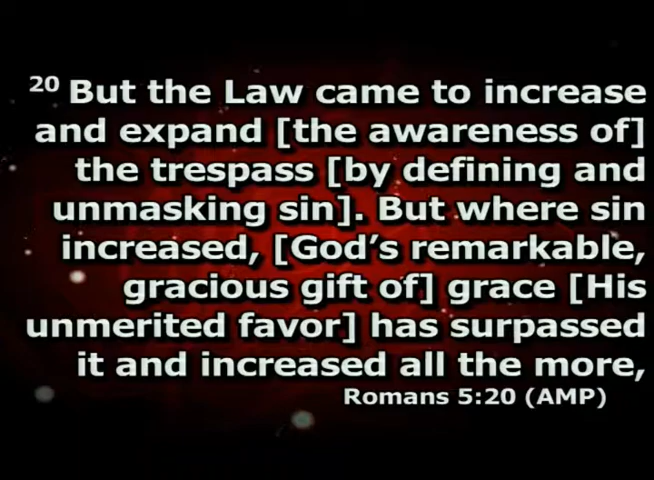 20 But the Law came to increase
and expand [the awareness of]
the trespass [by defining and
unmasking sin]. But where sin
increased, [God’s remarkable,
gracious gift of] grace [His
unmerited favor] has surpassed
it and increased all the more,
Romans 5:20 (AMP)